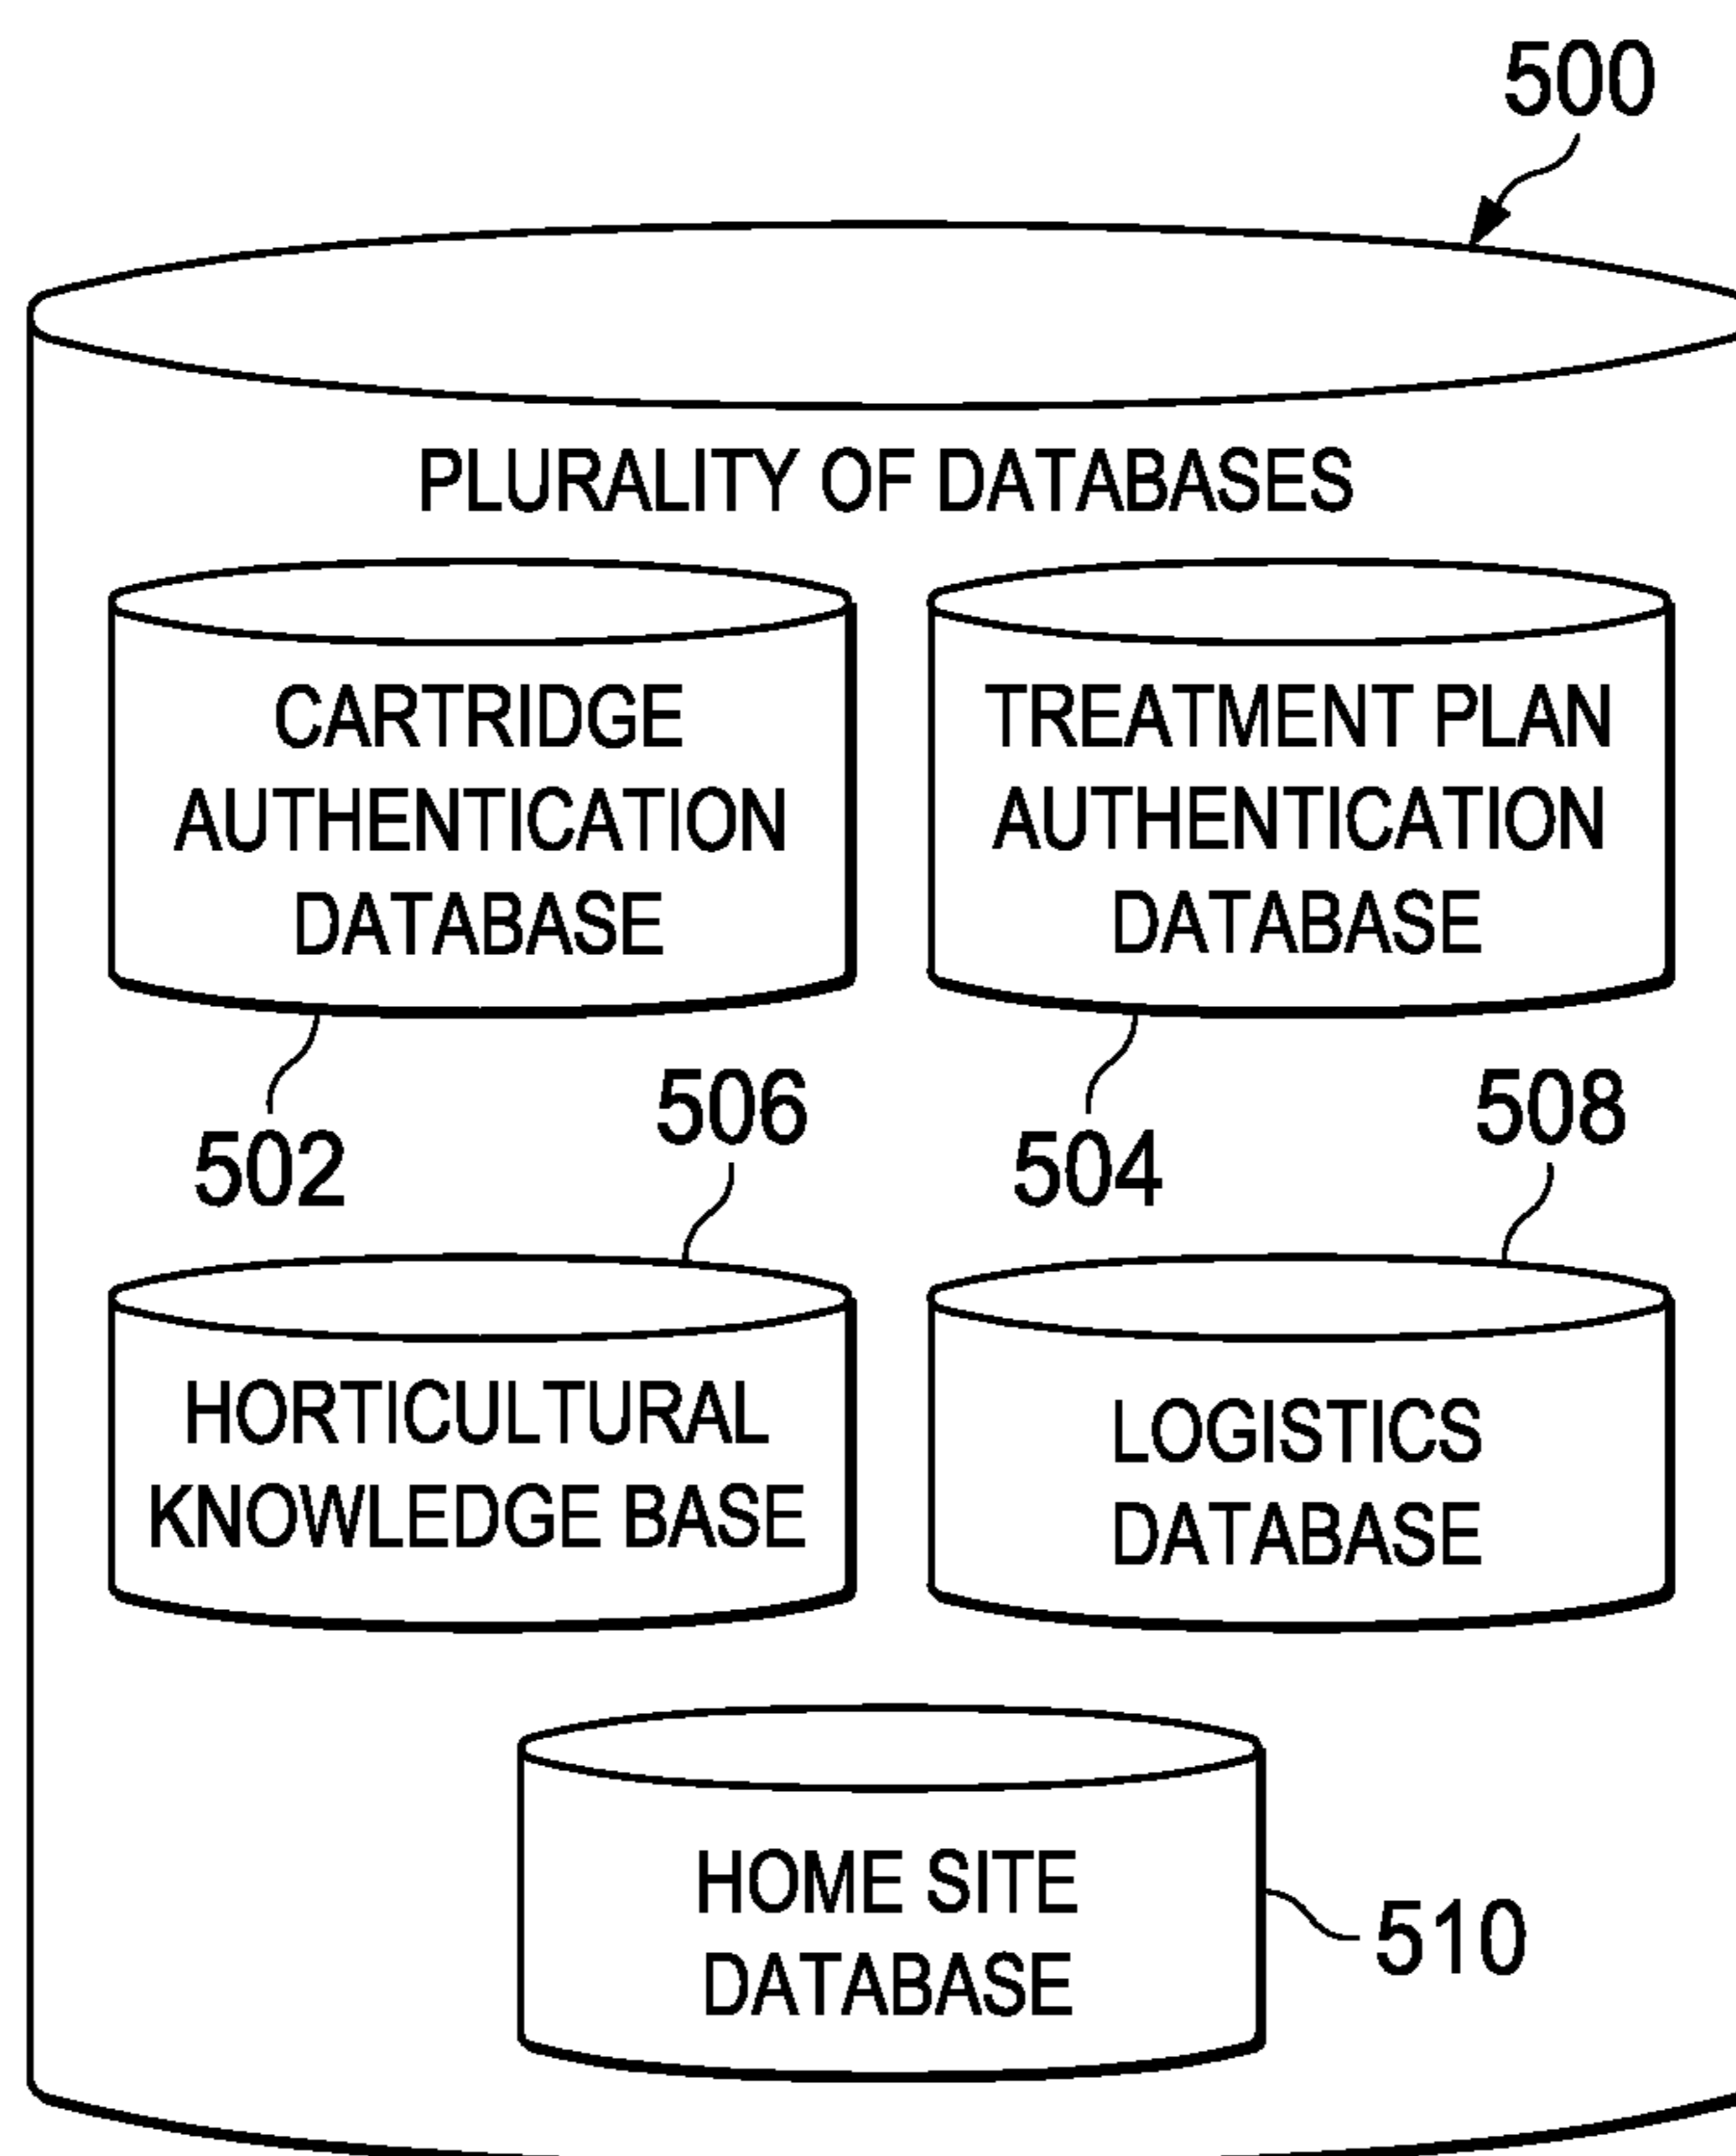 500
PLURALITY OF DATABASES
CARTRIDGE
AUTHENTICATION
DATABASE
TREATMENT PLAN
AUTHENTICATION
DATABASE
502
504
506
508
HORTICULTURAL
KNOWLEDGE BASE
LOGISTICS
DATABASE
HOME SITE
DATABASE
510